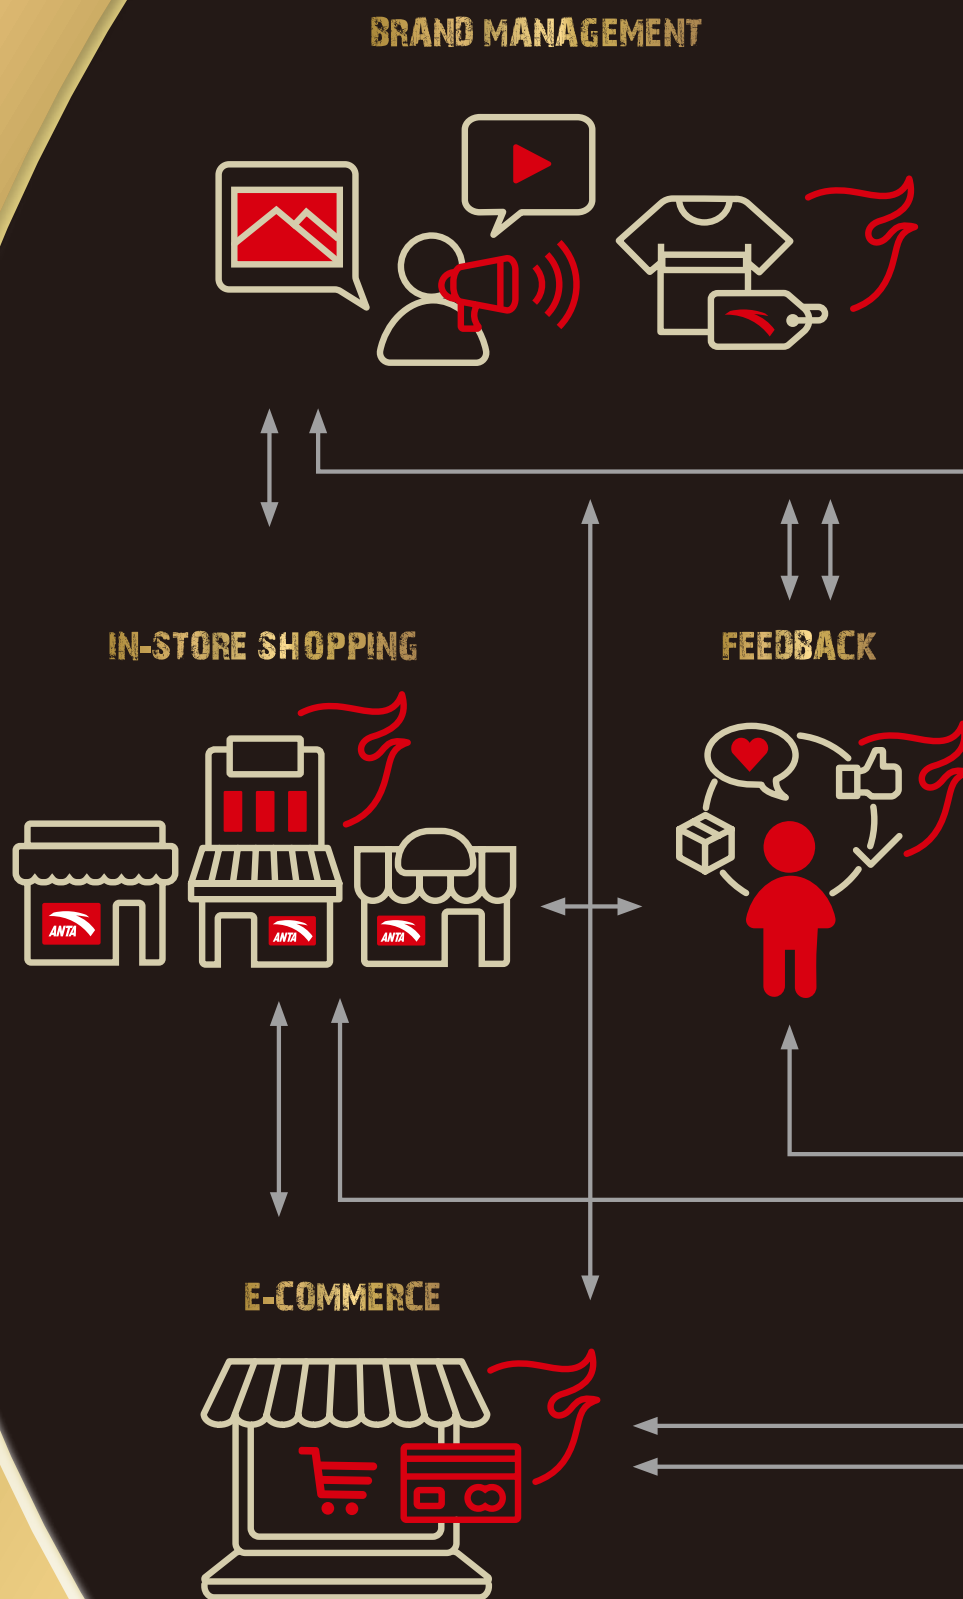 BRAND MANAGEMENT
IN-STORE SHOPPING
FEEDBACK
ANTA
ANTA
ANTA
E-COMMERCE